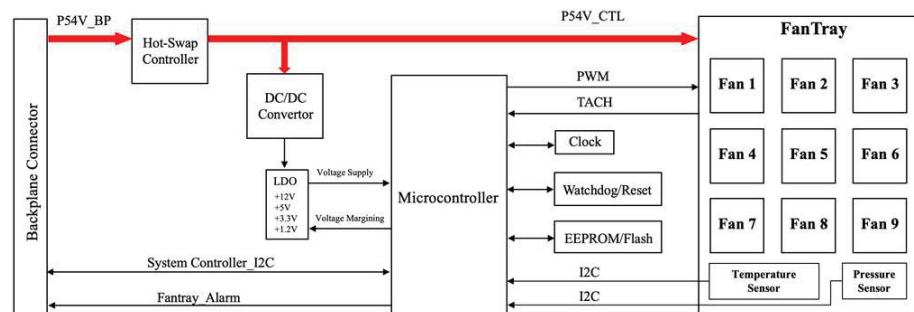 P54V_BP
P54V_CTL
FanTray
Hot-Swap
Controller
PWM
Fan 1
Fan 2
Fan 3
DC/DC
Convertor
TACH
Clock
LDO
+12V
+5V
+3.3V
+1.2V
Voltage Supply
Voltage Margining
Microcontroller
Watchdog/Reset
Fan 4
Fan 5
Fan 6
Backplane Connector
EEPROM/Flash
Fan 7
Fan 8
Fan 9
System Controller_I2C
I2C
Temperature
Sensor
Pressure
Sensor
Fantray_Alarm
I2C